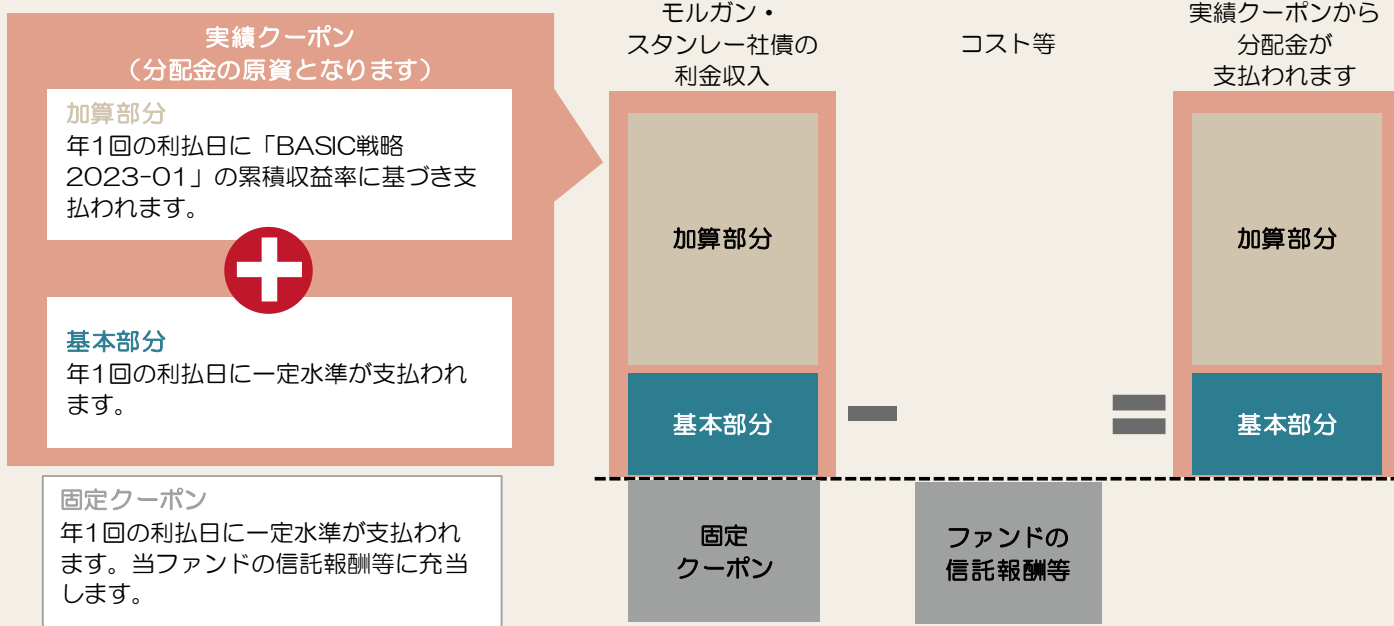 実績クーポン
（分配金の原資となります）
加算部分
年1回の利払日に「BASIC戦略
2023-01」の累積収益率に基づき支
払われます。
基本部分
年1回の利払日に一定水準が支払われ
ます。
固定クーポン
年1回の利払日に一定水準が支払われ
ます。当ファンドの信託報酬等に充当
します。
モルガン・
スタンレー社債の
利金収入
加算部分
基本部分
固定
クーポン
コスト等
ファンドの
信託報酬等
実績クーポンから
分配金が
支払われます
加算部分
基本部分